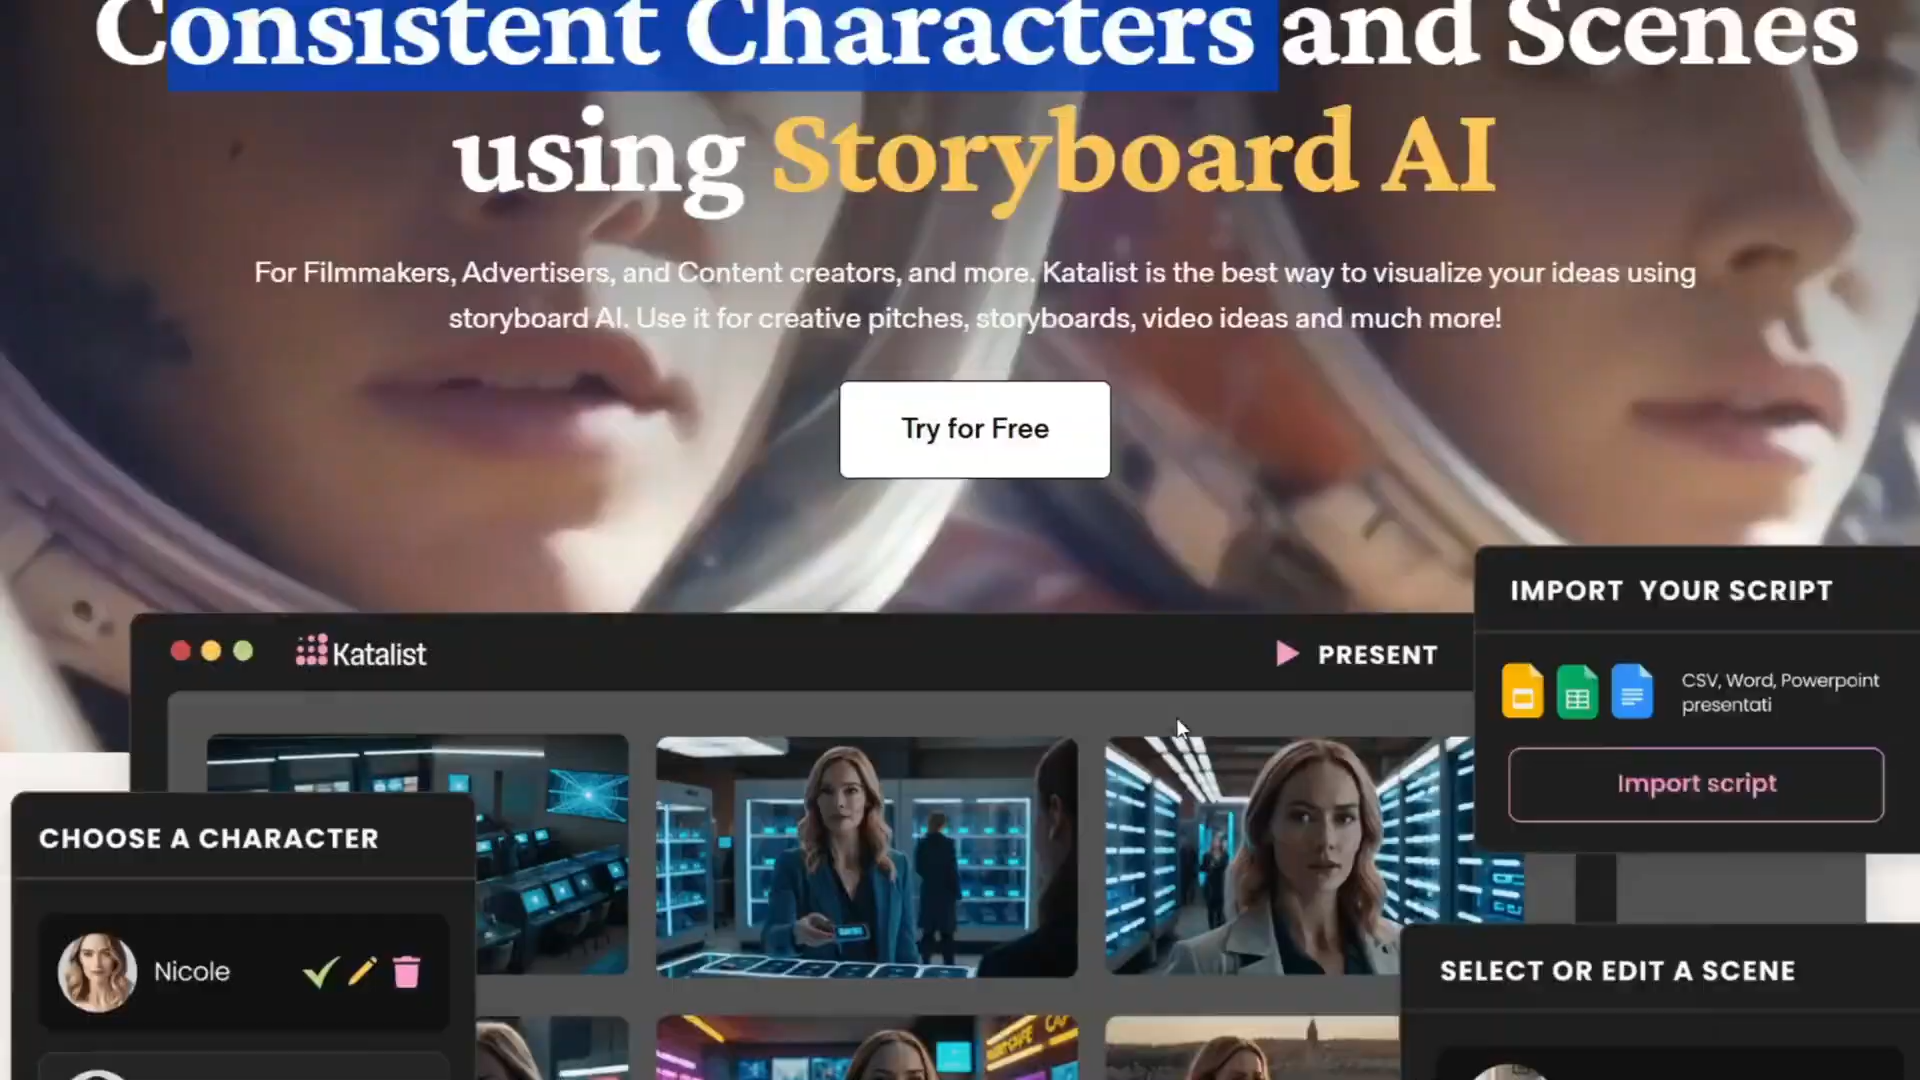 Consistent Characters and Scenes
using Storyboard AI
For Filmmakers, Advertisers, and Content creators, and more. Katalist is the best way to visualize your ideas using
storyboard AI. Use it for creative pitches, storyboards, video ideas and much more!
Try for Free
IMPORT YOUR SCRIPT
Katalist
PRESENT
CSV, Word, Powerpoint
presentati
Import script
CHOOSE A CHARACTER
Nicole
SELECT OR EDIT A SCENE